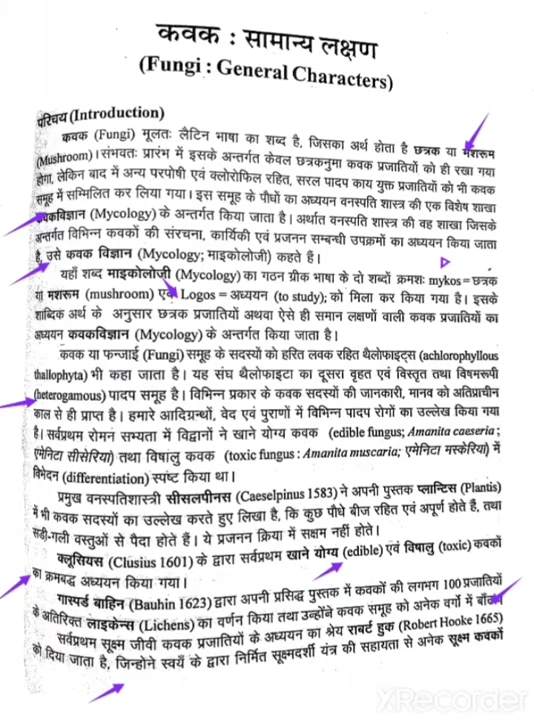 कवक : सामान्य लक्षण
(Fungi : General Characters)
परिचय (Introduction)
कवक (Fungi) मूलतः लैटिन भाषा का शब्द है, जिसका अर्थ होता है छत्रक या मशरूम
(Mushroom)। संभवतः प्रारंभ में इसके अन्तर्गत केवल छत्रकनुमा कवक प्रजातियों को ही रखा गया
होगा, लेकिन बाद में अन्य परपोषी एवं क्लोरोफिल रहित, सरल पादप काय युक्त प्रजातियों को भी कवक
समूह में सम्मिलित कर लिया गया। इस समूह के पौधों का अध्ययन वनस्पति शास्त्र की एक विशेष शाखा
कवकविज्ञान (Mycology) के अन्तर्गत किया जाता है। अर्थात वनस्पति शास्त्र की वह शाखा जिसके
अन्तर्गत विभिन्न कवकों की संरचना, कार्यिकी एवं प्रजनन सम्बन्धी उपक्रमों का अध्ययन किया जाता
है, उसे कवक विज्ञान (Mycology; माइकोलोजी) कहते हैं।
यहाँ शब्द माइकोलोजी (Mycology) का गठन ग्रीक भाषा के दो शब्दों क्रमशः mykos = छत्रक
या मशरूम (mushroom) एवं Logos = अध्ययन (to study); को मिला कर किया गया है। इसके
शाब्दिक अर्थ के अनुसार छत्रक प्रजातियों अथवा ऐसे ही समान लक्षणों वाली कवक प्रजातियों का
अध्ययन कवकविज्ञान (Mycology) के अन्तर्गत किया जाता है।
कवक या फन्जाई (Fungi) समूह के सदस्यों को हरित लवक रहित थैलोफाइट्स (achlorophyllous
thallophyta) भी कहा जाता है। यह संघ थैलोफाइटा का दूसरा वृहत एवं विस्तृत तथा विषमरूपी
(heterogamous) पादप समूह है। विभिन्न प्रकार के कवक सदस्यों की जानकारी, मानव को अतिप्राचीन
काल से ही प्राप्त है। हमारे आदिग्रन्थों, वेद एवं पुराणों में विभिन्न पादप रोगों का उल्लेख किया गया
है। सर्वप्रथम रोमन सभ्यता में विद्वानों ने खाने योग्य कवक (edible fungus; Amanita caeseria;
एमेनिटा सीसेरिया) तथा विषालु कवक (toxic fungus : Amanita muscaria; एमेनिटा मस्केरिया) में
विभेदन (differentiation) स्पष्ट किया था।
प्रमुख वनस्पतिशास्त्री सीसलपीनस (Caeselpinus 1583) ने अपनी पुस्तक प्लान्टिस (Plantis)
में भी कवक सदस्यों का उल्लेख करते हुए लिखा है, कि कुछ पौधे बीज रहित एवं अपूर्ण होते हैं, तथा
सड़ी-गली वस्तुओं से पैदा होते हैं। ये प्रजनन क्रिया में सक्षम नहीं होते।
क्लूसियस (Clusius 1601) के द्वारा सर्वप्रथम खाने योग्य (edible) एवं विषालु (toxic) कवकों
का क्रमबद्ध अध्ययन किया गया।
गास्पर्ड बाहिन (Bauhin 1623) द्वारा अपनी प्रसिद्ध पुस्तक में कवकों की लगभग 100 प्रजातियों
के अतिरिक्त लाइकेन्स (Lichens) का वर्णन किया तथा उन्होंने कवक समूह को अनेक वर्गो में बाँटा
सर्वप्रथम सूक्ष्म जीवी कवक प्रजातियों के अध्ययन का श्रेय राबर्ट हुक (Robert Hooke 1665)
को दिया जाता है, जिन्होने स्वयँ के द्वारा निर्मित सूक्ष्मदर्शी यंत्र की सहायता से अनेक सूक्ष्म कवकों
XRecorder